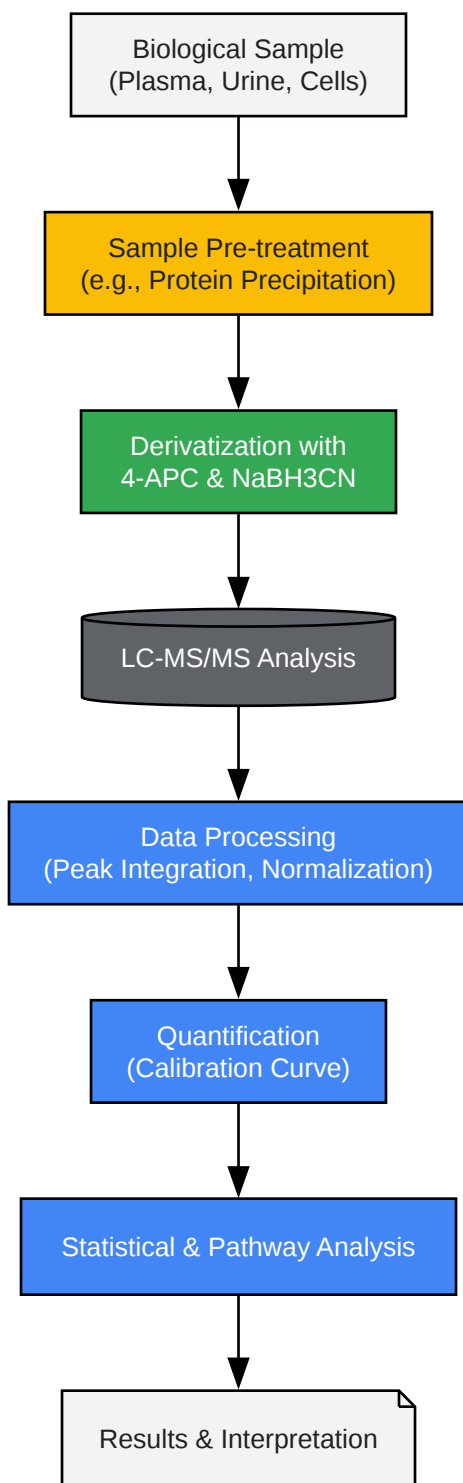 Biological Sample
(Plasma, Urine, Cells)
Sample Pre-treatment
(e.g., Protein Precipitation)
Derivatization with
4-APC & NaBH3CN
LC-MS/MS Analysis
Data Processing
(Peak Integration, Normalization)
Quantification
(Calibration Curve)
Statistical & Pathway Analysis
Results & Interpretation